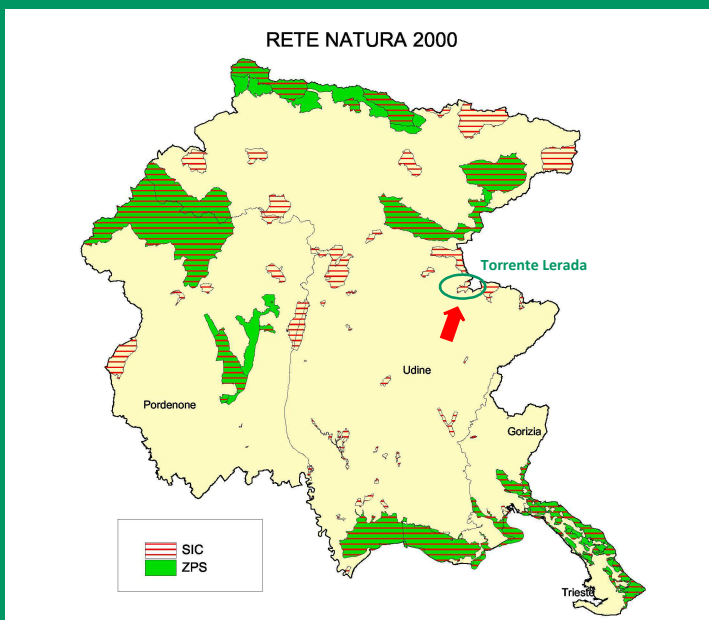 RETE NATURA 2000
Torrente Lerada
Udine
Pordenone
Gorizia
SIC
ZPS
Trieste